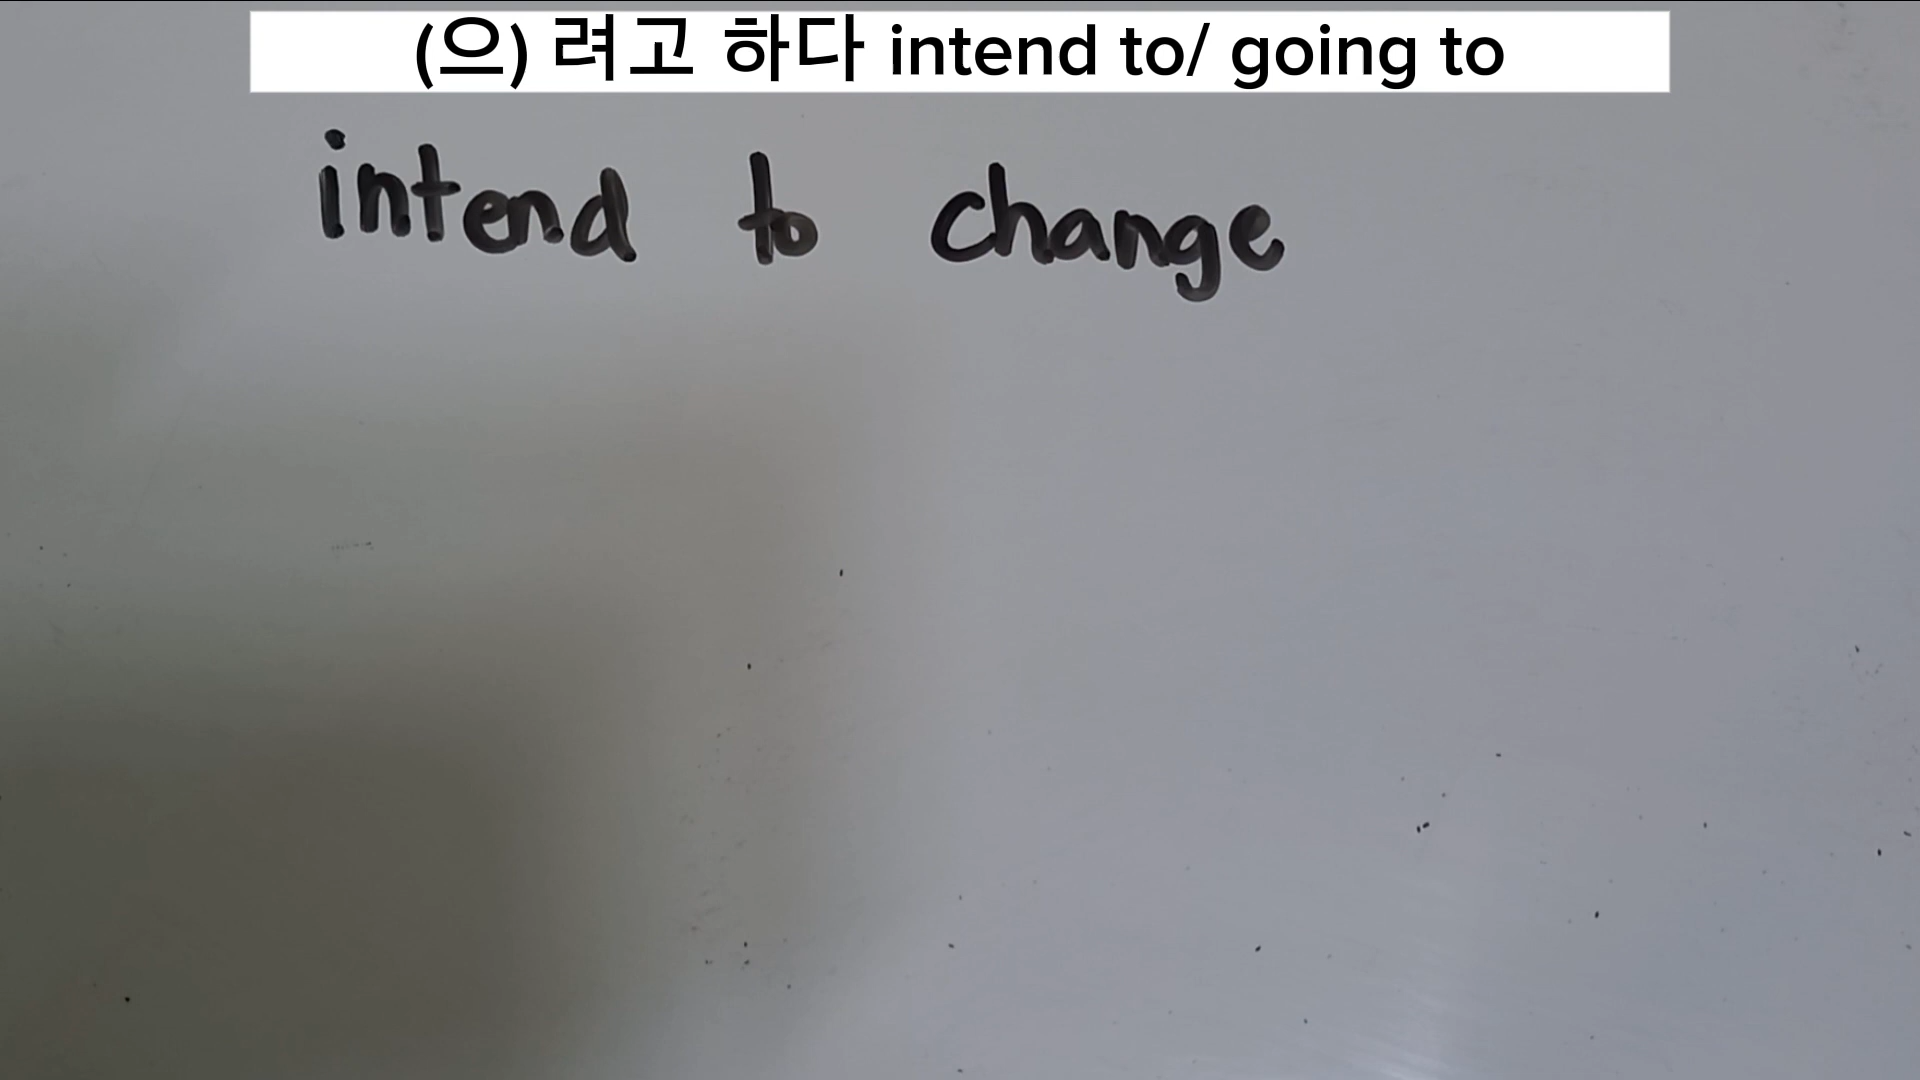 (으) 려고 하다 intend to/ going to
intend to change